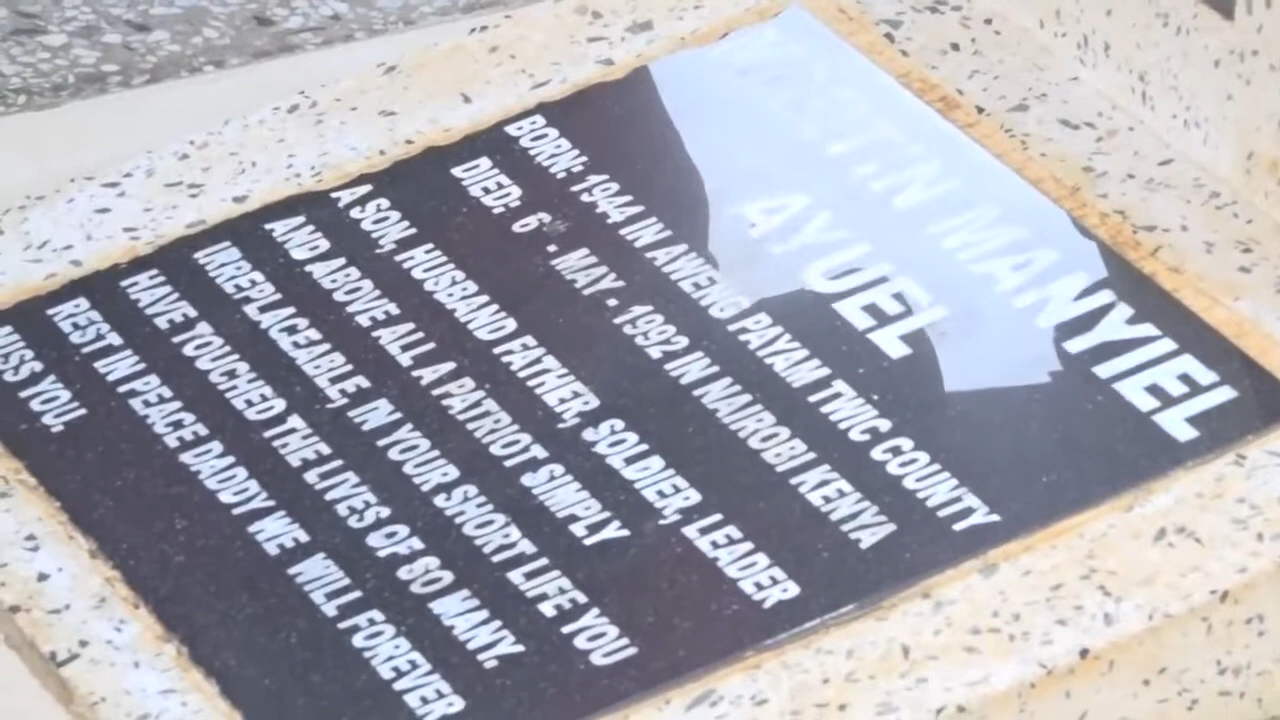 MANYIEL
AYUEL
BORN: 1944 IN AWENG PAYAM TWIC COUNTY
DIED: 6TH - MAY - 1992 IN NAIROBI KENYA
A SON, HUSBAND FATHER, SOLDIER, LEADER
AND ABOVE ALL A PATRIOT SIMPLY
IRREPLACEABLE, IN YOUR SHORT LIFE YOU
HAVE TOUCHED THE LIVES OF SO MANY.
REST IN PEACE DADDY WE WILL FOREVER
MISS YOU.